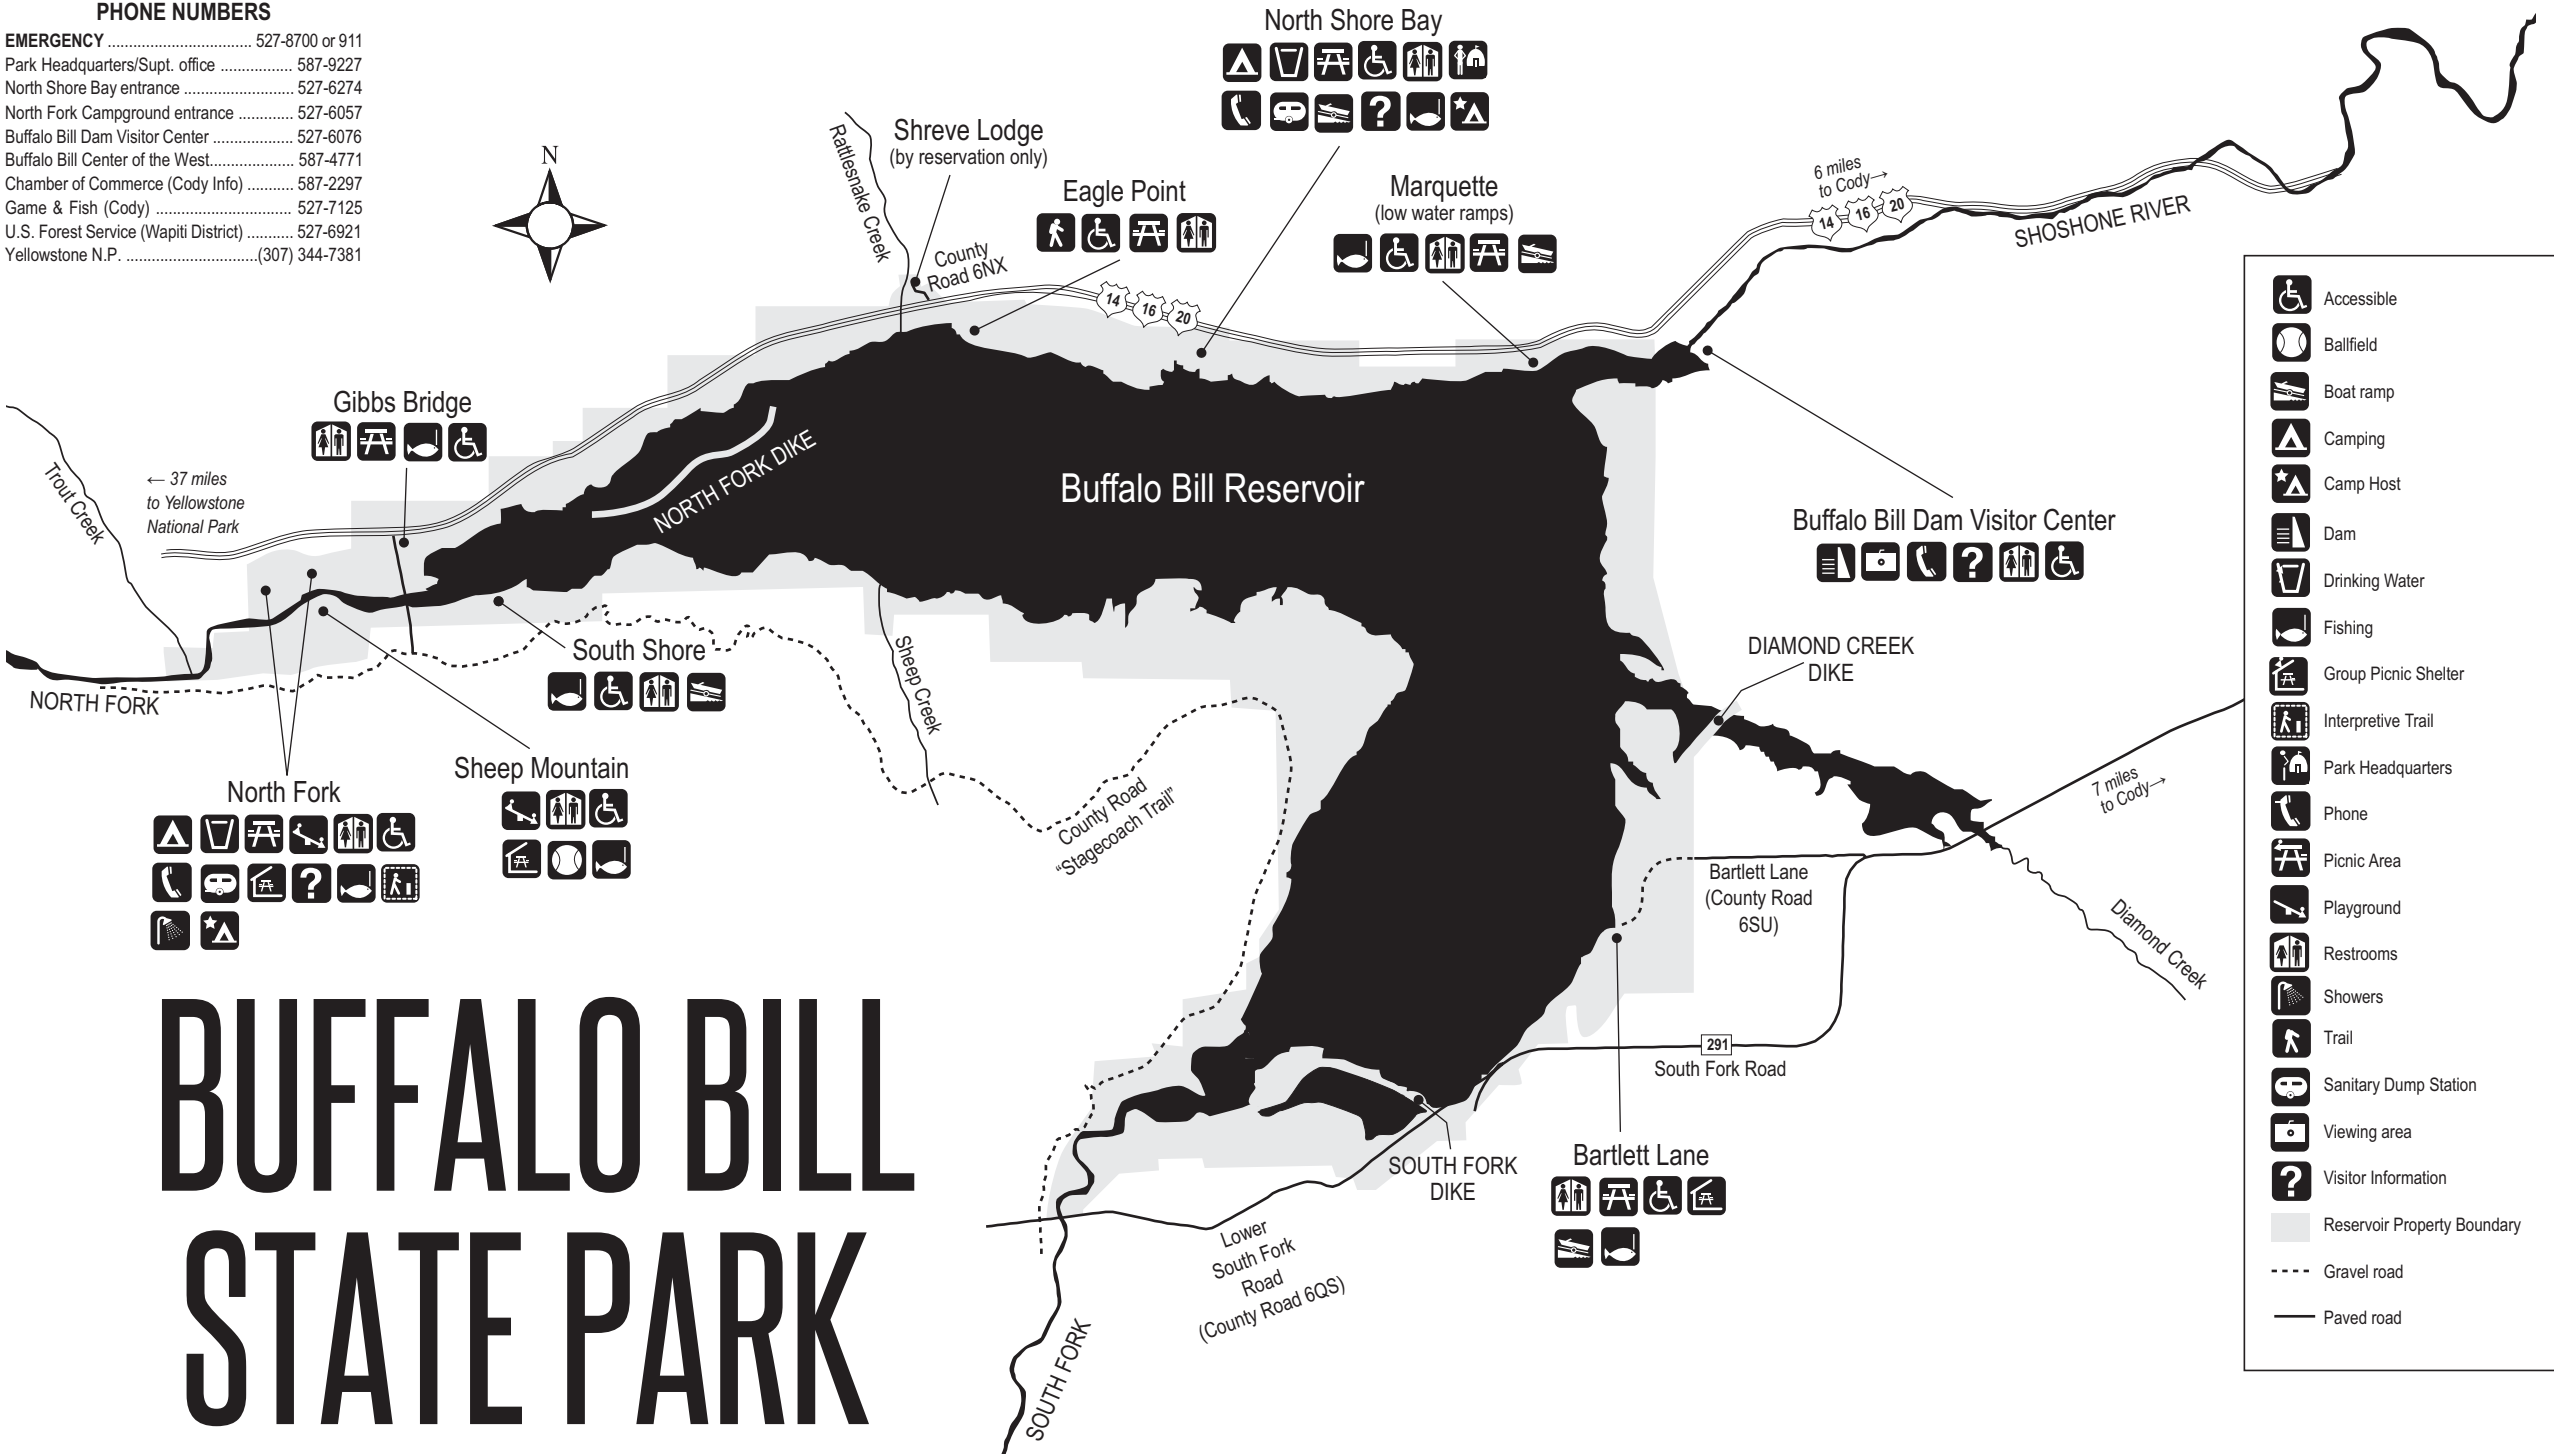 PHONE NUMBERS
EMERGENCY .................................. 527-8700 or 911
Park Headquarters/Supt. office ................. 587-9227
North Shore Bay entrance .......................... 527-6274
North Fork Campground entrance ............. 527-6057
Buffalo Bill Dam Visitor Center ................... 527-6076
Buffalo Bill Center of the West.................... 587-4771
Chamber of Commerce (Cody Info) ........... 587-2297
Game & Fish (Cody) ................................ 527-7125
U.S. Forest Service (Wapiti District) ........... 527-6921
Yellowstone N.P. ...............................(307) 344-7381
N
North Shore Bay
?
Rattlesnake Creek
Shreve Lodge
(by reservation only)
County
Road 6NX
Eagle Point
Marquette
(low water ramps)
6 miles
to Cody→
14 16 20
SHOSHONE RIVER
14 16 20
Gibbs Bridge
Trout Creek
← 37 miles
to Yellowstone
National Park
NORTH FORK DIKE
Buffalo Bill Reservoir
Buffalo Bill Dam Visitor Center
?
NORTH FORK
South Shore
Sheep Creek
DIAMOND CREEK
DIKE
Sheep Mountain
North Fork
?
County Road
"Stagecoach Trail"
7 miles
to Cody→
Bartlett Lane
(County Road
6SU)
Diamond Creek
291
South Fork Road
SOUTH FORK
DIKE
Bartlett Lane
Lower
South Fork
Road
(County Road 6QS)
SOUTH FORK
BUFFALO BILL
STATE PARK
Accessible
Ballfield
Boat ramp
Camping
Camp Host
Dam
Drinking Water
Fishing
Group Picnic Shelter
Interpretive Trail
Park Headquarters
Phone
Picnic Area
Playground
Restrooms
Showers
Trail
Sanitary Dump Station
Viewing area
? Visitor Information
Reservoir Property Boundary
Gravel road
Paved road